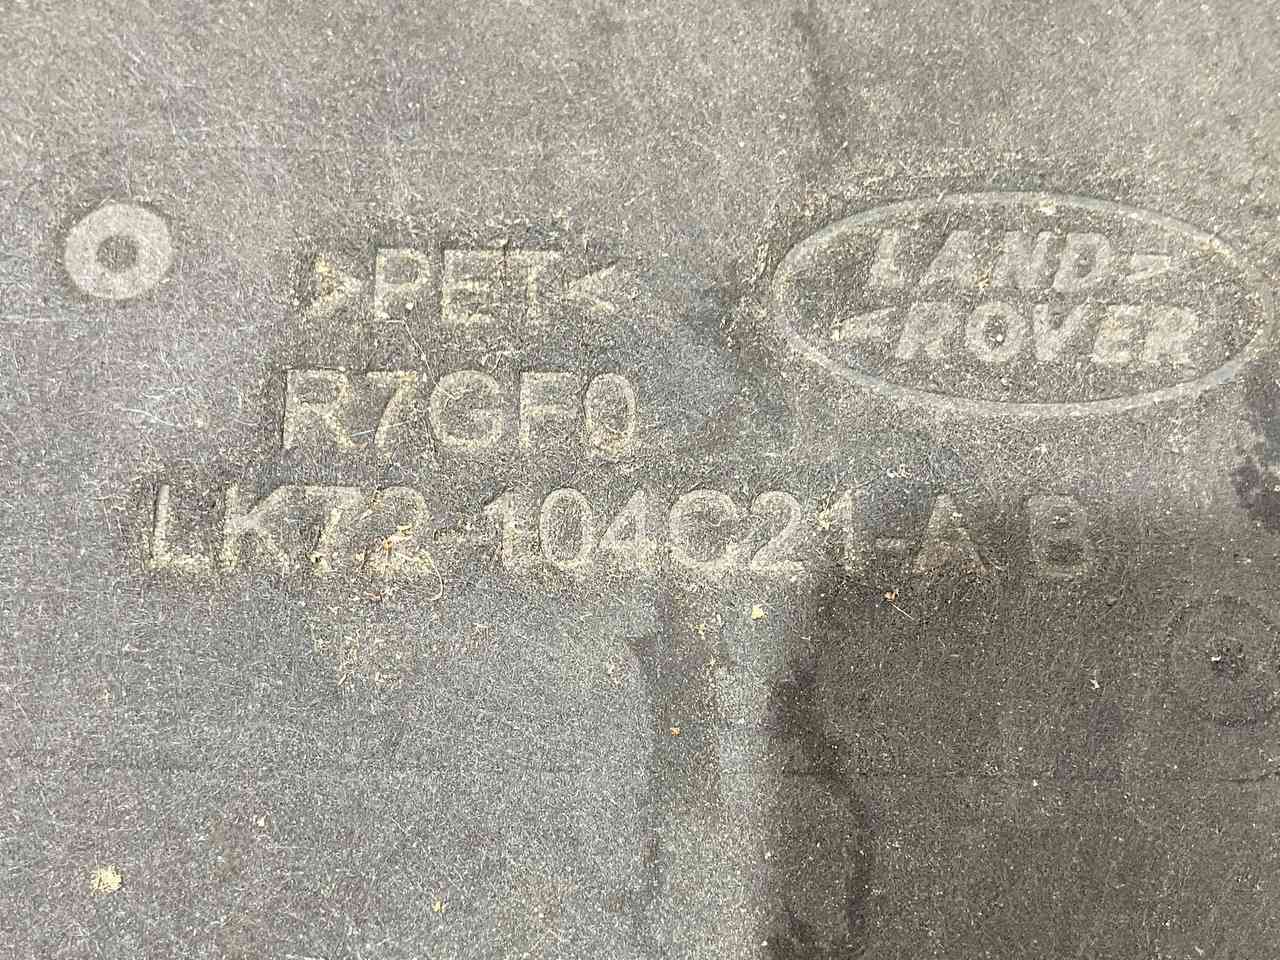 >PET<
LAND
ROVER
R7GF0
LK72-104C21-A B